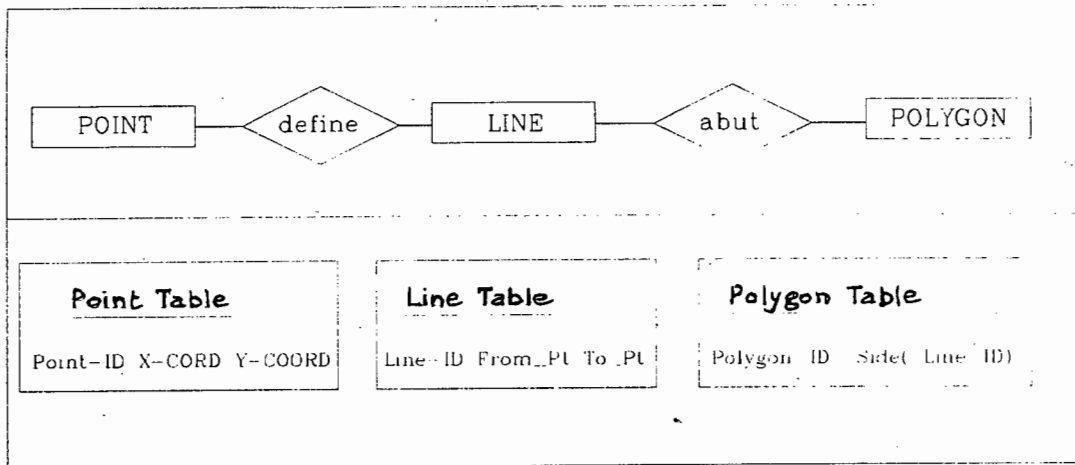 POINT define LINE abut POLYGON
Point Table
Point-ID X-CORD Y-COORD
Line Table
Line-ID From_Pt To_Pt
Polygon Table
Polygon ID Side( Line ID)